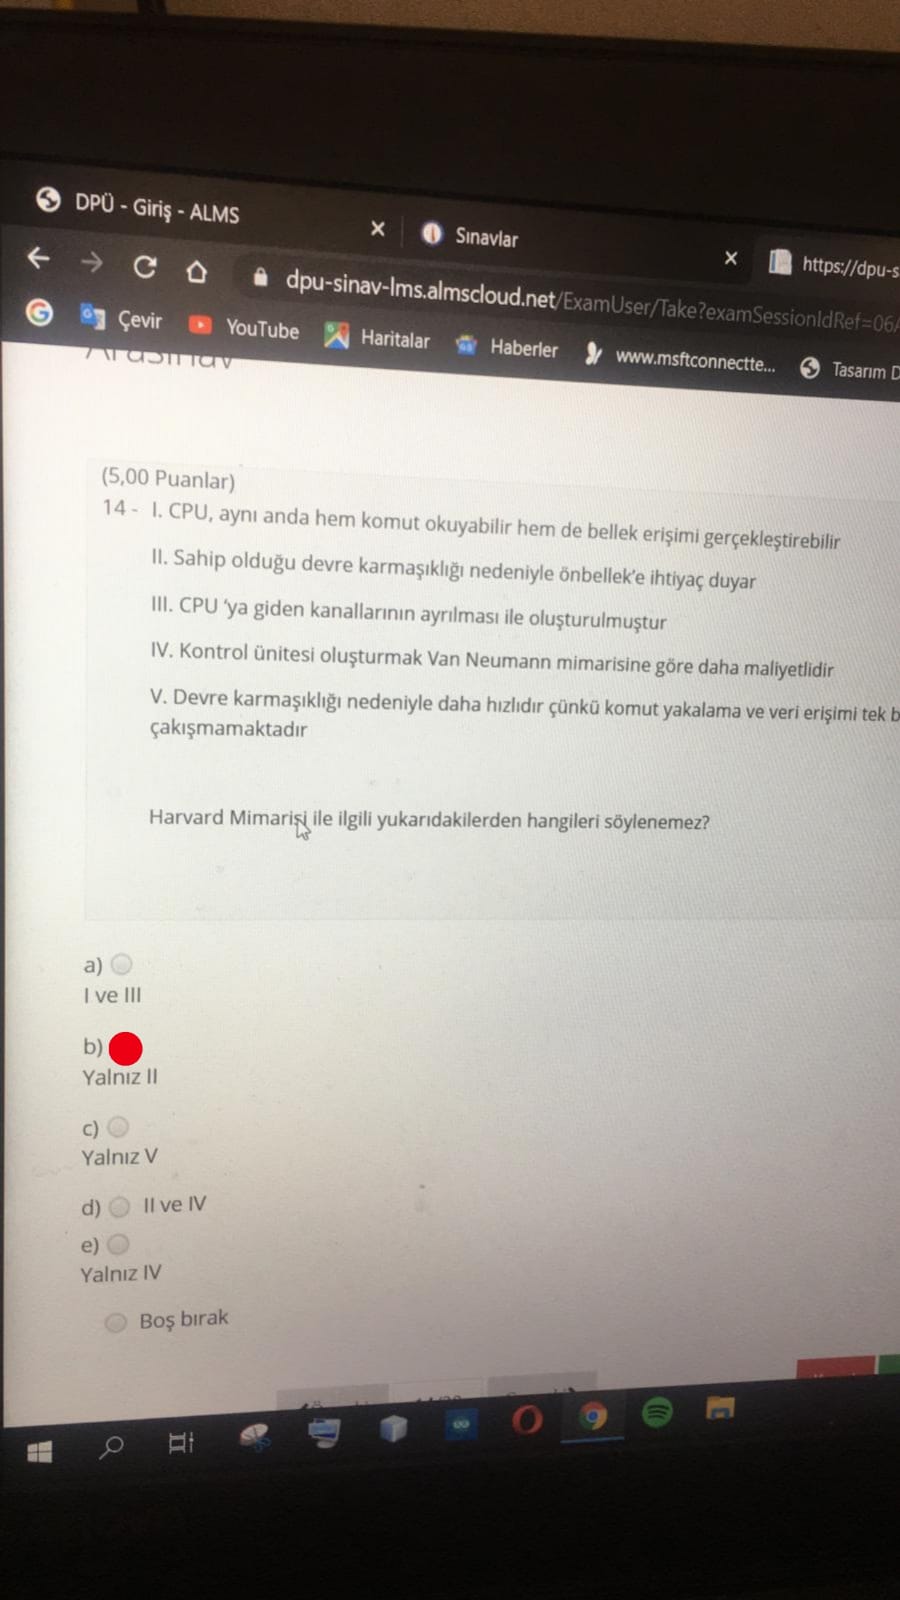 DPÜ - Giriş - ALMS
Sınavlar
https://dpu-s
dpu-sinav-lms.almscloud.net/ExamUser/Take?examSessionIdRef=06
Çevir YouTube Haritalar Haberler www.msftconnectte... Tasarım D
(5,00 Puanlar)
14 - I. CPU, aynı anda hem komut okuyabilir hem de bellek erişimi gerçekleştirebilir
II. Sahip olduğu devre karmaşıklığı nedeniyle önbellek'e ihtiyaç duyar
III. CPU 'ya giden kanallarının ayrılması ile oluşturulmuştur
IV. Kontrol ünitesi oluşturmak Van Neumann mimarisine göre daha maliyetlidir
V. Devre karmaşıklığı nedeniyle daha hızlıdır çünkü komut yakalama ve veri erişimi tek b
çakışmamaktadır
Harvard Mimarisi ile ilgili yukarıdakilerden hangileri söylenemez?
a)
I ve III
b)
Yalnız II
c)
Yalnız V
d) II ve IV
e)
Yalnız IV
Boş bırak